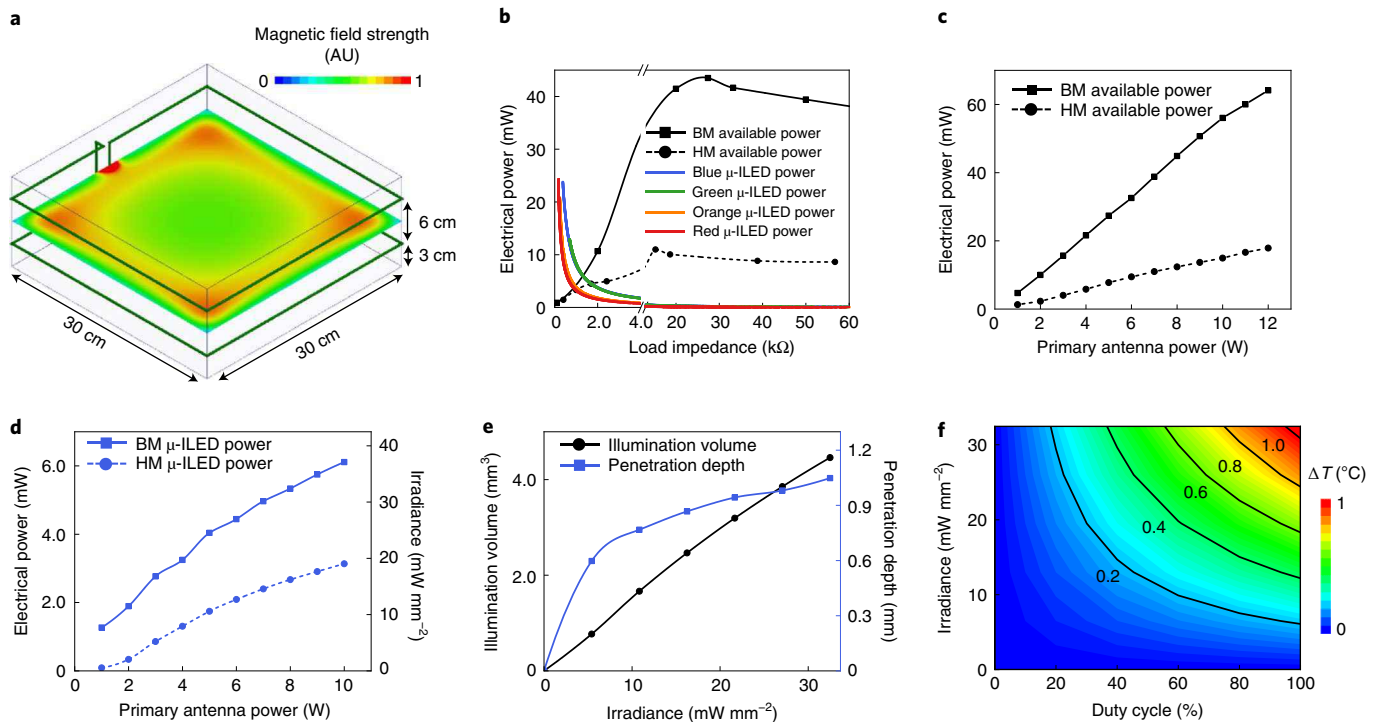 a
Magnetic field strength
(AU)
0 1
6 cm
3 cm
30 cm
30 cm
b
Electrical power (mW)
40
30
20
10
0
BM available power
HM available power
Blue μ-ILED power
Green μ-ILED power
Orange μ-ILED power
Red μ-ILED power
0 2.0 4.0 20 40 60
Load impedance (kΩ)
c
Electrical power (mW)
60
40
20
0
BM available power
HM available power
0 2 4 6 8 10 12
Primary antenna power (W)
d
Electrical power (mW)
6.0
4.0
2.0
0
BM μ-ILED power
HM μ-ILED power
40
30
20
10
0
Irradiance (mW mm−2)
0 2 4 6 8 10
Primary antenna power (W)
e
Illumination volume (mm3)
4.0
2.0
0
Illumination volume
Penetration depth
1.2
0.9
0.6
0.3
0
Penetration depth (mm)
0 10 20 30
Irradiance (mW mm−2)
f
Irradiance (mW mm−2)
30
20
10
0
1.0
0.8
0.6
0.4
0.2
ΔT (°C)
1
0
0 20 40 60 80 100
Duty cycle (%)